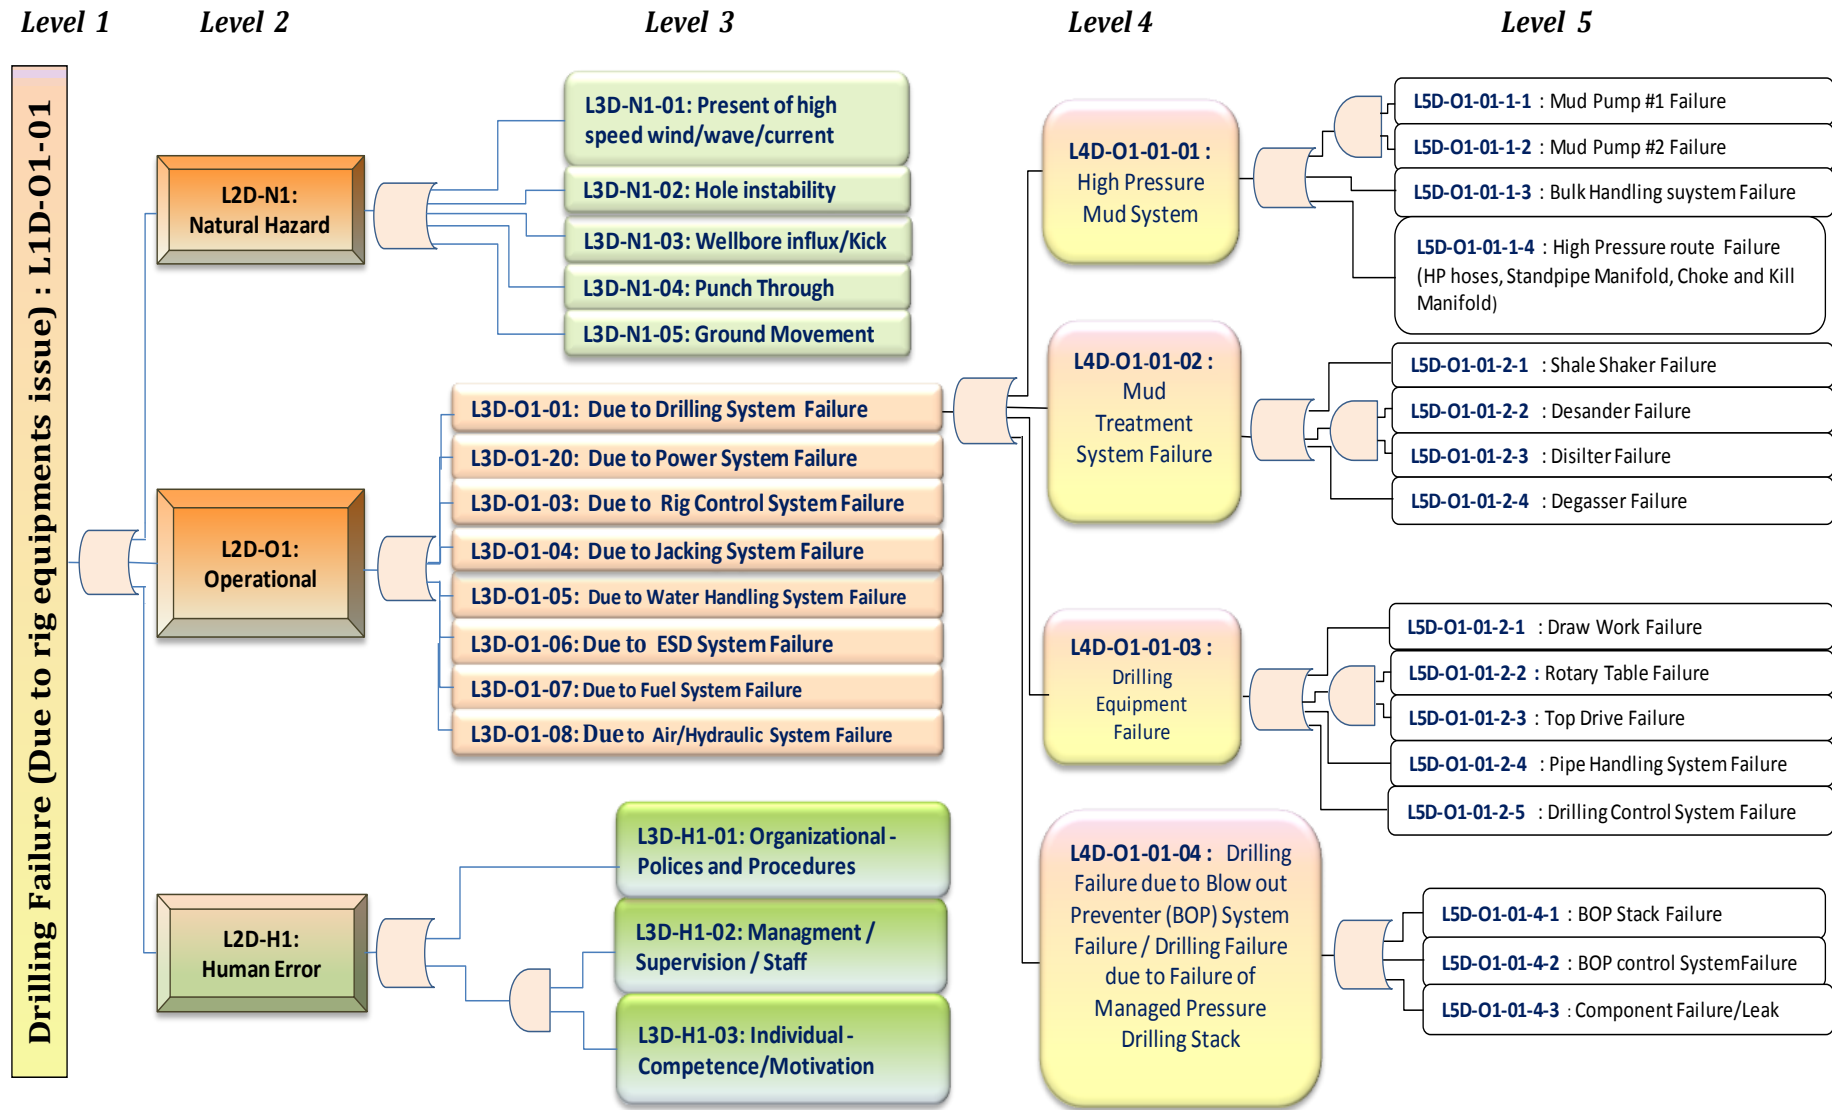 Level 1
Level 2
Level 3
Level 4
Level 5
Drilling Failure (Due to rig equipments issue) : L1D-O1-01
L2D-N1:
Natural Hazard
L2D-O1:
Operational
L2D-H1:
Human Error
L3D-N1-01: Present of high
speed wind/wave/current
L3D-N1-02: Hole instability
L3D-N1-03: Wellbore influx/Kick
L3D-N1-04: Punch Through
L3D-N1-05: Ground Movement
L3D-O1-01: Due to Drilling System Failure
L3D-O1-20: Due to Power System Failure
L3D-O1-03: Due to Rig Control System Failure
L3D-O1-04: Due to Jacking System Failure
L3D-O1-05: Due to Water Handling System Failure
L3D-O1-06: Due to ESD System Failure
L3D-O1-07: Due to Fuel System Failure
L3D-O1-08: Due to Air/Hydraulic System Failure
L3D-H1-01: Organizational -
Polices and Procedures
L3D-H1-02: Managment /
Supervision / Staff
L3D-H1-03: Individual -
Competence/Motivation
L4D-O1-01-01 :
High Pressure
Mud System
L4D-O1-01-02 :
Mud
Treatment
System Failure
L4D-O1-01-03 :
Drilling
Equipment
Failure
L4D-O1-01-04 : Drilling
Failure due to Blow out
Preventer (BOP) System
Failure / Drilling Failure
due to Failure of
Managed Pressure
Drilling Stack
L5D-O1-01-1-1 : Mud Pump #1 Failure
L5D-O1-01-1-2 : Mud Pump #2 Failure
L5D-O1-01-1-3 : Bulk Handling suystem Failure
L5D-O1-01-1-4 : High Pressure route Failure
(HP hoses, Standpipe Manifold, Choke and Kill
Manifold)
L5D-O1-01-2-1 : Shale Shaker Failure
L5D-O1-01-2-2 : Desander Failure
L5D-O1-01-2-3 : Disilter Failure
L5D-O1-01-2-4 : Degasser Failure
L5D-O1-01-2-1 : Draw Work Failure
L5D-O1-01-2-2 : Rotary Table Failure
L5D-O1-01-2-3 : Top Drive Failure
L5D-O1-01-2-4 : Pipe Handling System Failure
L5D-O1-01-2-5 : Drilling Control System Failure
L5D-O1-01-4-1 : BOP Stack Failure
L5D-O1-01-4-2 : BOP control SystemFailure
L5D-O1-01-4-3 : Component Failure/Leak